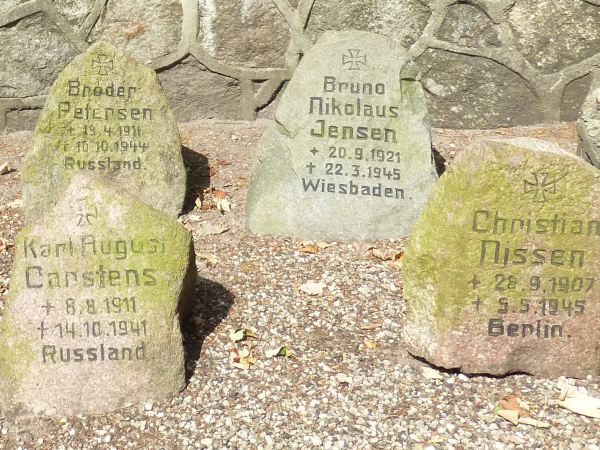 Broder
Petersen
+ 19.4.1911
+ 10.10.1944
Russland.
Bruno
Nikolaus
Jensen
+ 20.9.1921
+ 22.3.1945
Wiesbaden.
Karl August
Carstens
+ 8.8.1911
+ 14.10.1941
Russland
Christian
Nissen
+ 28.9.1907
+ 5.5.1945
Berlin.